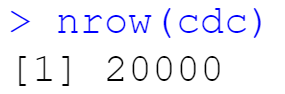 > nrow(cdc)
[1] 20000